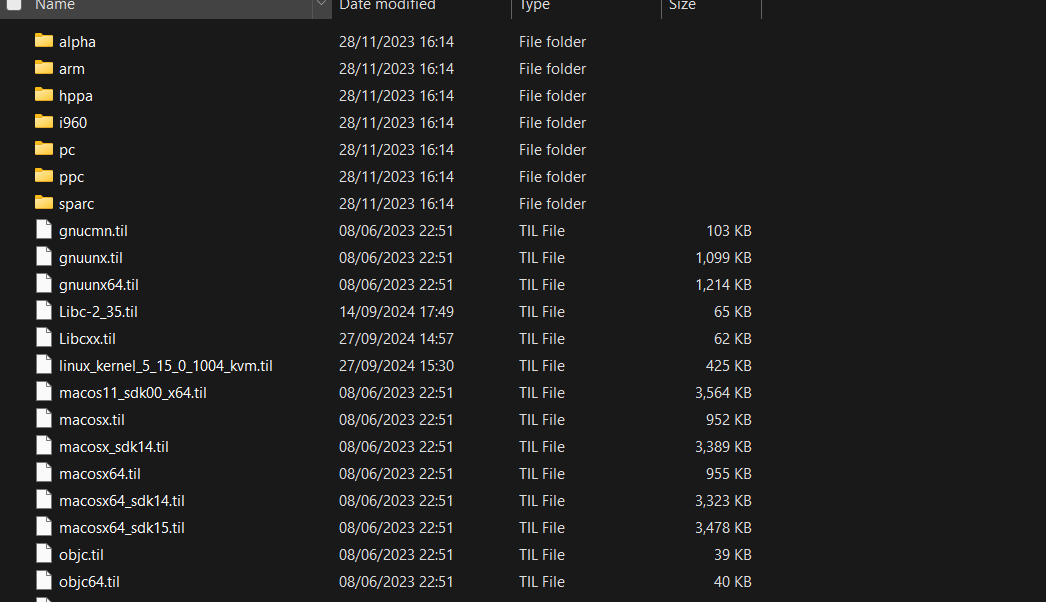 Name Date modified Type Size
alpha 28/11/2023 16:14 File folder
arm 28/11/2023 16:14 File folder
hppa 28/11/2023 16:14 File folder
i960 28/11/2023 16:14 File folder
pc 28/11/2023 16:14 File folder
ppc 28/11/2023 16:14 File folder
sparc 28/11/2023 16:14 File folder
gnucmn.til 08/06/2023 22:51 TIL File 103 KB
gnuunx.til 08/06/2023 22:51 TIL File 1,099 KB
gnuunx64.til 08/06/2023 22:51 TIL File 1,214 KB
Libc-2_35.til 14/09/2024 17:49 TIL File 65 KB
Libcxx.til 27/09/2024 14:57 TIL File 62 KB
linux_kernel_5_15_0_1004_kvm.til 27/09/2024 15:30 TIL File 425 KB
macos11_sdk00_x64.til 08/06/2023 22:51 TIL File 3,564 KB
macosx.til 08/06/2023 22:51 TIL File 952 KB
macosx_sdk14.til 08/06/2023 22:51 TIL File 3,389 KB
macosx64.til 08/06/2023 22:51 TIL File 955 KB
macosx64_sdk14.til 08/06/2023 22:51 TIL File 3,323 KB
macosx64_sdk15.til 08/06/2023 22:51 TIL File 3,478 KB
objc.til 08/06/2023 22:51 TIL File 39 KB
objc64.til 08/06/2023 22:51 TIL File 40 KB